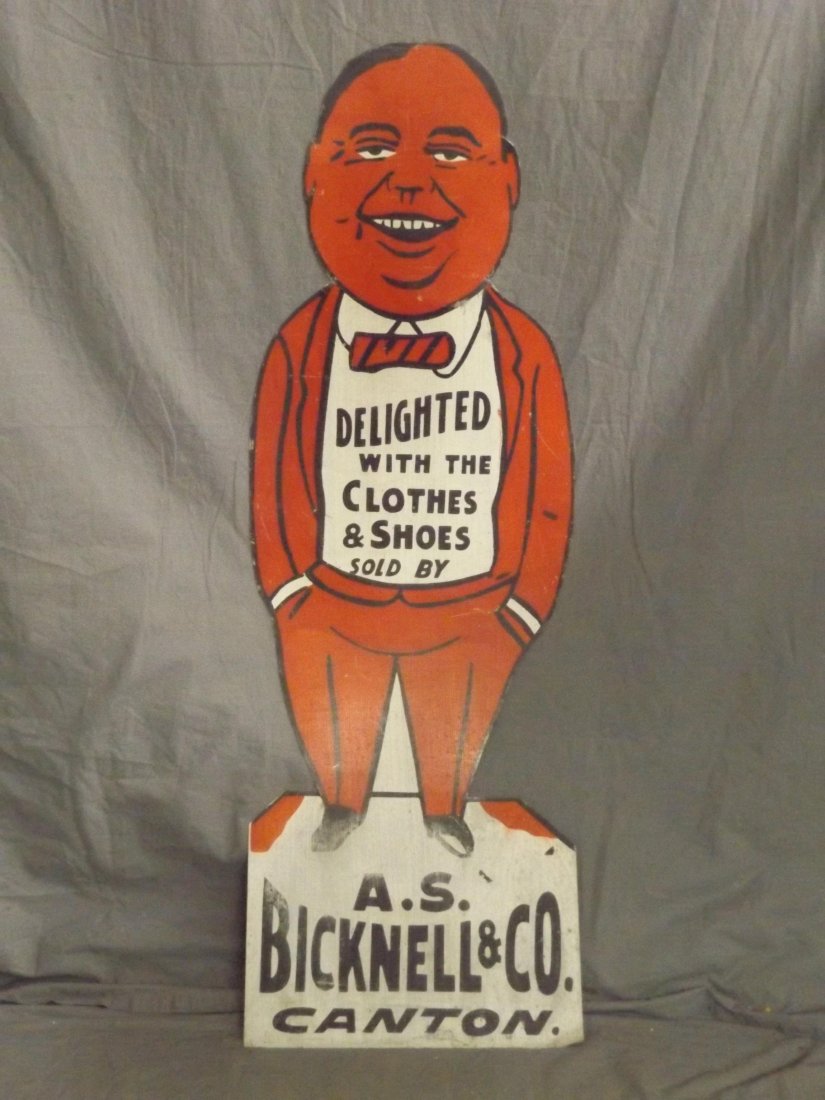 DELIGHTED
WITH THE
CLOTHES
& SHOES
SOLD BY
A.S.
BICKNELL & CO.
CANTON.